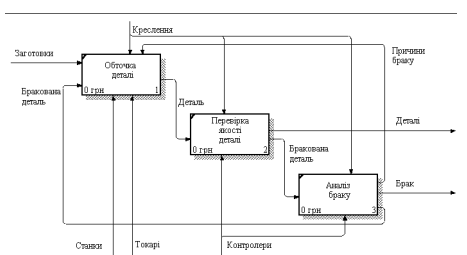 Креслення
Заготовки
Причини
браку
Обточка
деталі
0 грн 1
Бракована
деталь
Деталь
Перевірка
якості
деталі
0 грн 2
Деталі
Бракована
деталь
Аналіз
браку
0 грн 3
Брак
Станки
Токарі
Контролери